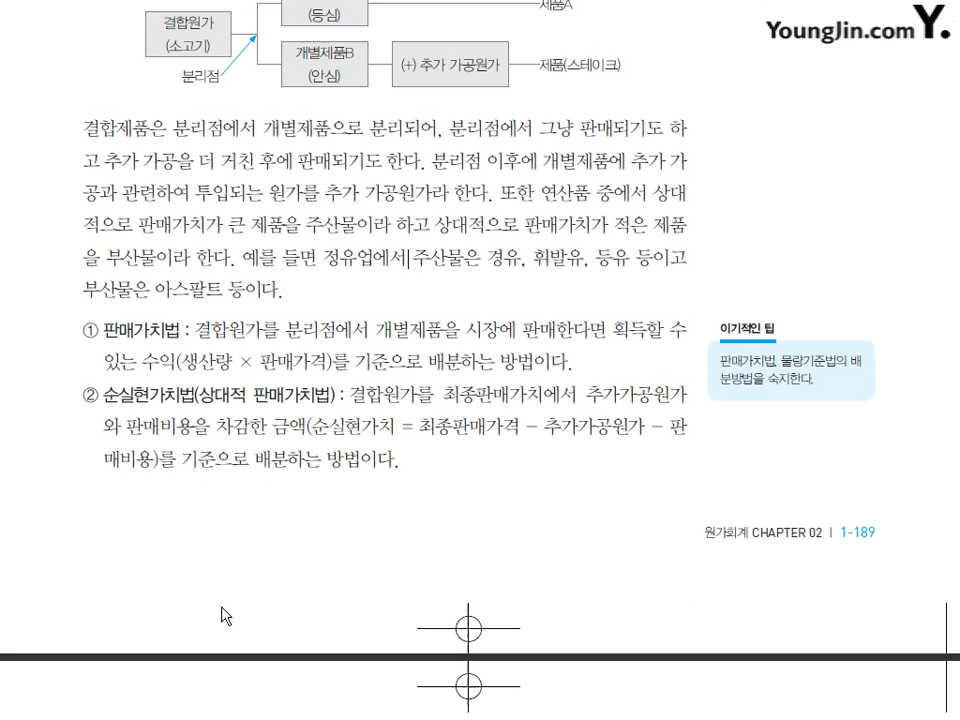 제품A
YoungJin.com Y.
결합원가
(소고기)
(등심)
개별제품B
(안심)
(+) 추가 가공원가
제품(스테이크)
분리점
결합제품은 분리점에서 개별제품으로 분리되어, 분리점에서 그냥 판매되기도 하
고 추가 가공을 더 거친 후에 판매되기도 한다. 분리점 이후에 개별제품에 추가 가
공과 관련하여 투입되는 원가를 추가 가공원가라 한다. 또한 연산품 중에서 상대
적으로 판매가치가 큰 제품을 주산물이라 하고 상대적으로 판매가치가 적은 제품
을 부산물이라 한다. 예를 들면 정유업에서 주산물은 경유, 휘발유, 등유 등이고
부산물은 아스팔트 등이다.
① 판매가치법 : 결합원가를 분리점에서 개별제품을 시장에 판매한다면 획득할 수
있는 수익(생산량 × 판매가격)를 기준으로 배분하는 방법이다.
② 순실현가치법(상대적 판매가치법) : 결합원가를 최종판매가치에서 추가가공원가
와 판매비용을 차감한 금액(순실현가치 = 최종판매가격 − 추가가공원가 − 판
매비용)를 기준으로 배분하는 방법이다.
이기적인 팁
판매가치법, 물량기준법의 배
분방법을 숙지한다.
원가회계 CHAPTER 02 | 1-189